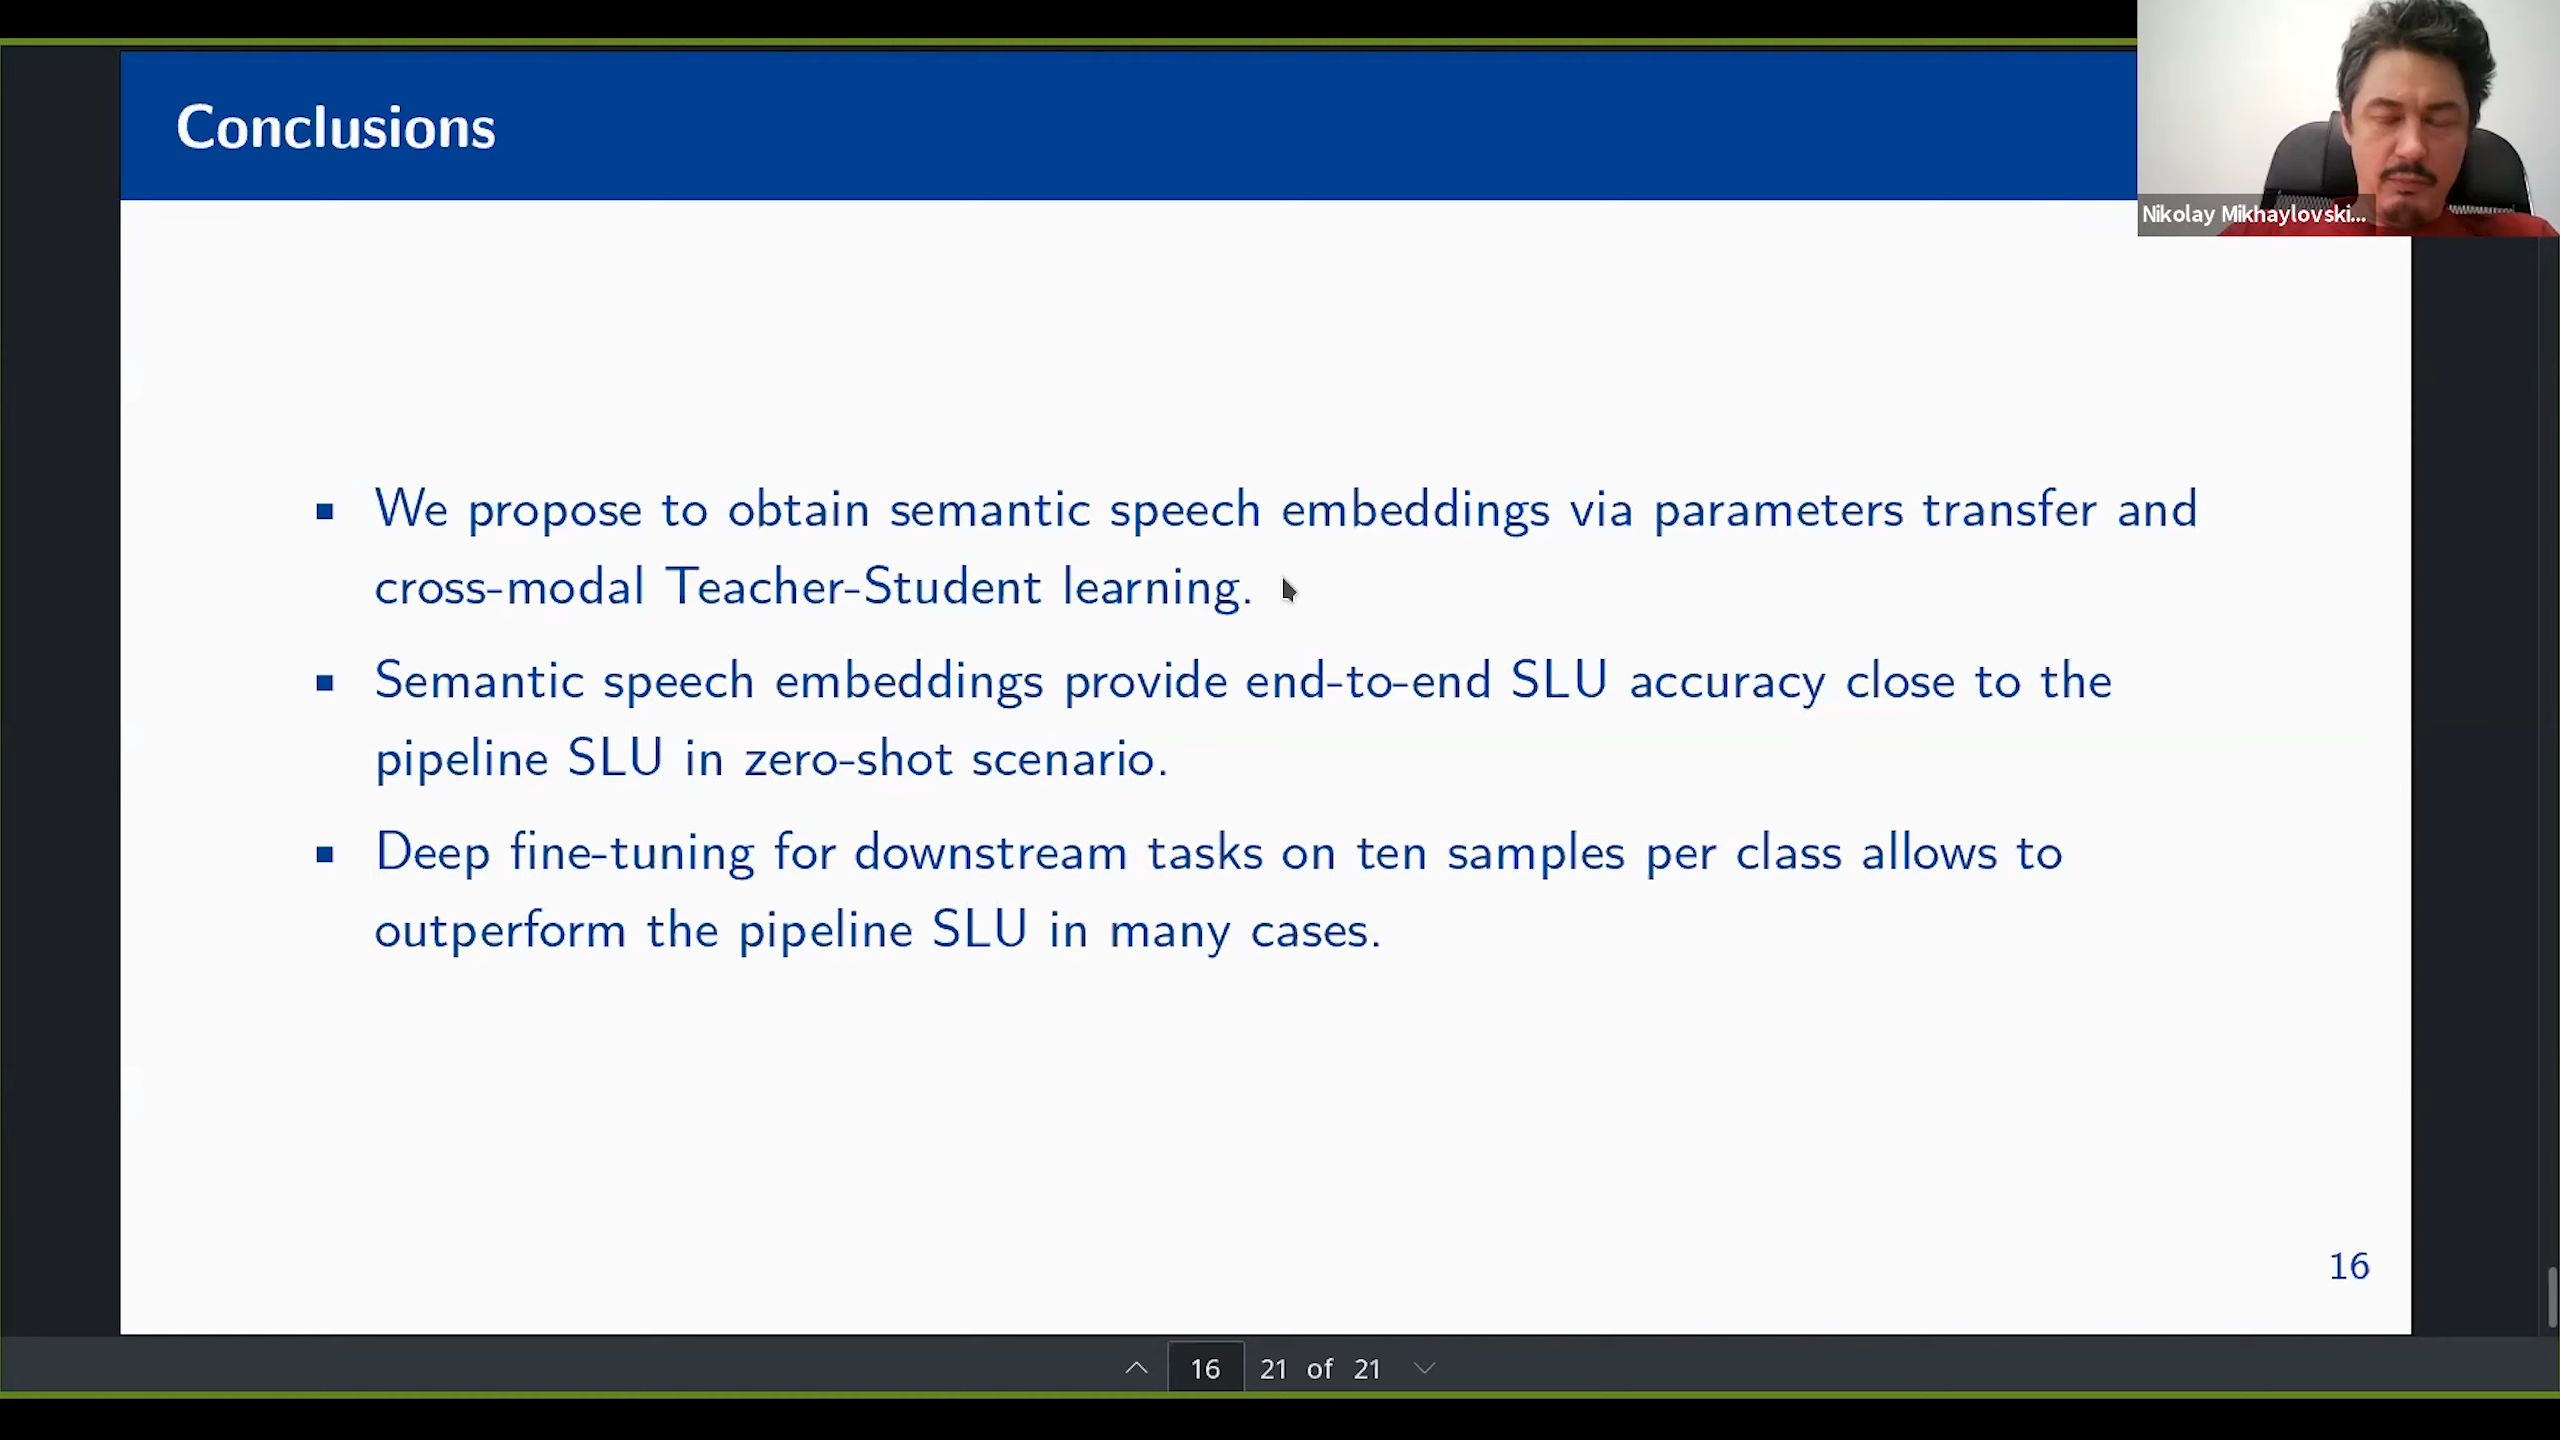 Conclusions
Nikolay Mikhaylovski...
We propose to obtain semantic speech embeddings via parameters transfer and
cross-modal Teacher-Student learning.
Semantic speech embeddings provide end-to-end SLU accuracy close to the
pipeline SLU in zero-shot scenario.
Deep fine-tuning for downstream tasks on ten samples per class allows to
outperform the pipeline SLU in many cases.
16
16 21 of 21